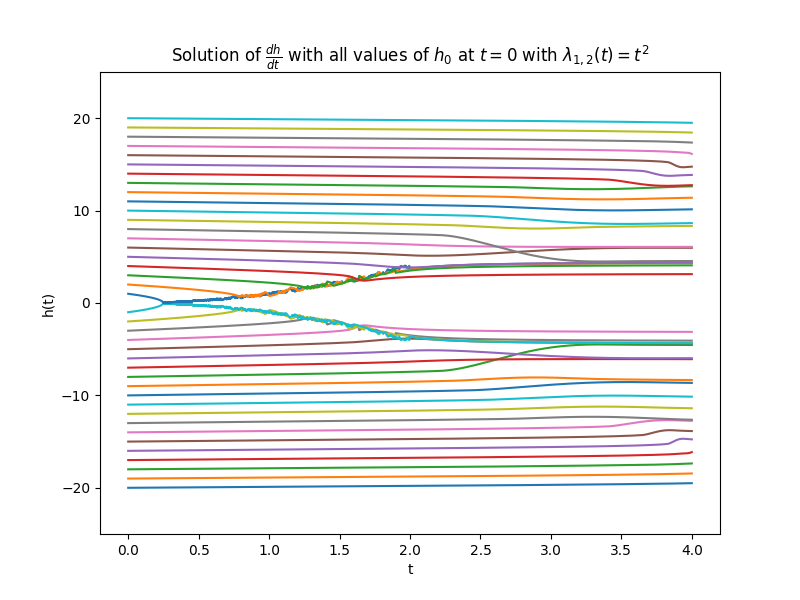 Solution of $\frac{dh}{dt}$ with all values of $h_0$ at $t = 0$ with $\lambda_{1,2}(t) = t^2$
h(t)
20
10
0
−10
−20
0.0 0.5 1.0 1.5 2.0 2.5 3.0 3.5 4.0
t